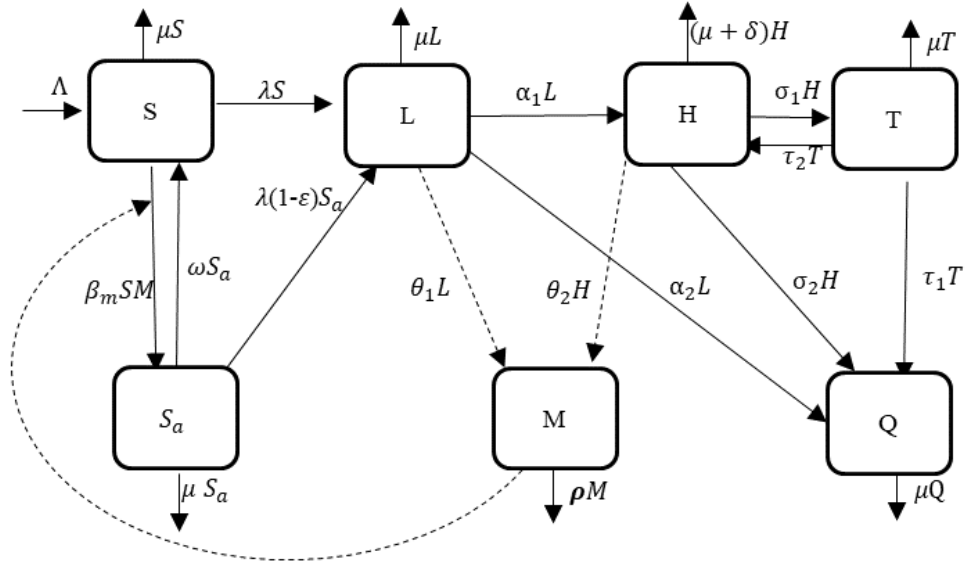 μS
μL
(μ + δ)H
μT
Λ
S
λS
L
α₁L
H
σ₁H
T
τ₂T
λ(1-ε)Sₐ
βₘSM
ωSₐ
θ₁L
θ₂H
α₂L
σ₂H
τ₁T
Sₐ
M
Q
μ Sₐ
ρM
μQ